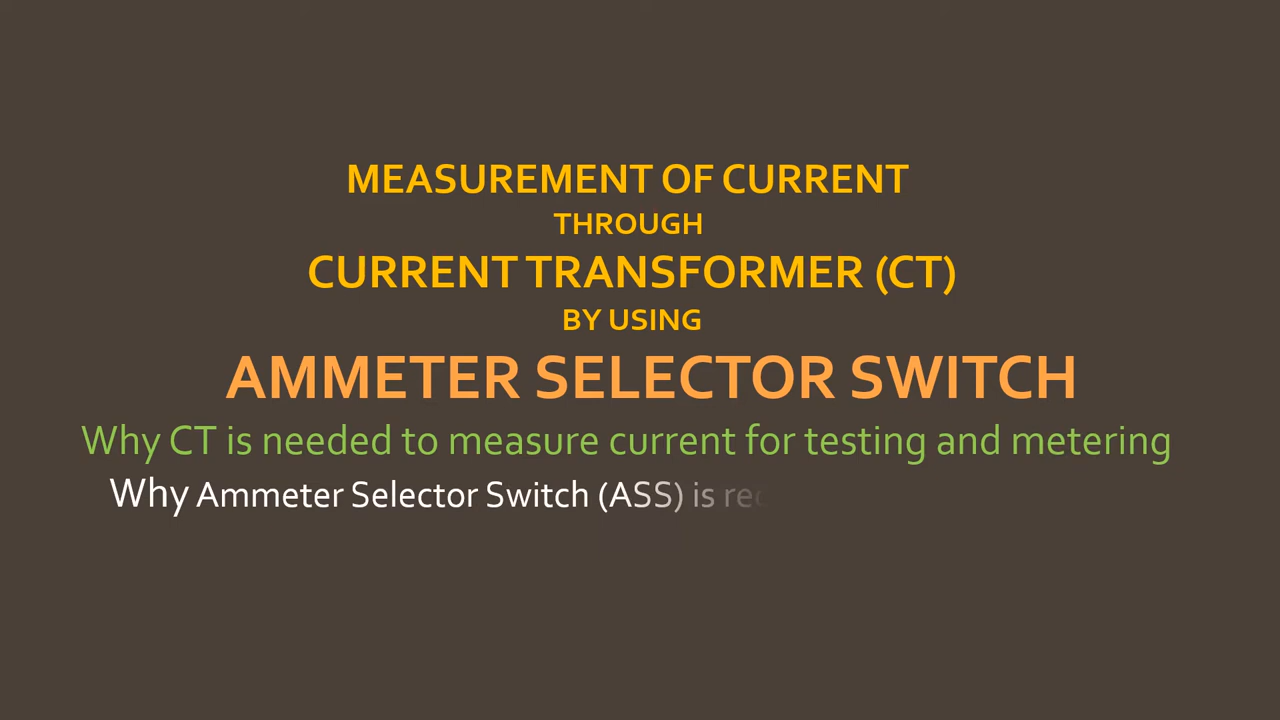 MEASUREMENT OF CURRENT
THROUGH
CURRENT TRANSFORMER (CT)
BY USING
AMMETER SELECTOR SWITCH
Why CT is needed to measure current for testing and metering
Why Ammeter Selector Switch (ASS) is